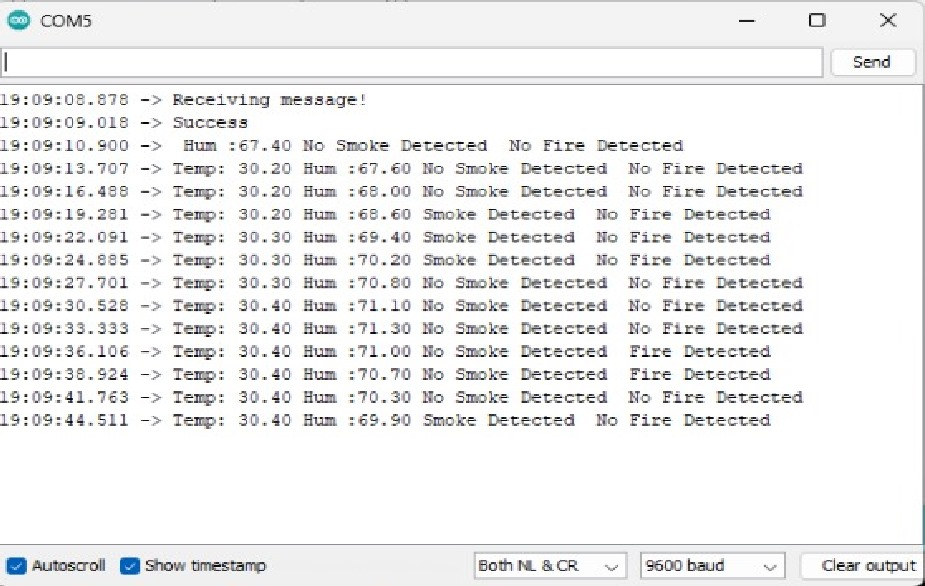 COM5
Send
19:09:08.878 -> Receiving message!
19:09:09.018 -> Success
19:09:10.900 ->  Hum :67.40 No Smoke Detected  No Fire Detected
19:09:13.707 -> Temp: 30.20 Hum :67.60 No Smoke Detected  No Fire Detected
19:09:16.488 -> Temp: 30.20 Hum :68.00 No Smoke Detected  No Fire Detected
19:09:19.281 -> Temp: 30.20 Hum :68.60 Smoke Detected  No Fire Detected
19:09:22.091 -> Temp: 30.30 Hum :69.40 Smoke Detected  No Fire Detected
19:09:24.885 -> Temp: 30.30 Hum :70.20 Smoke Detected  No Fire Detected
19:09:27.701 -> Temp: 30.30 Hum :70.80 No Smoke Detected  No Fire Detected
19:09:30.528 -> Temp: 30.40 Hum :71.10 No Smoke Detected  No Fire Detected
19:09:33.333 -> Temp: 30.40 Hum :71.30 No Smoke Detected  No Fire Detected
19:09:36.106 -> Temp: 30.40 Hum :71.00 No Smoke Detected  Fire Detected
19:09:38.924 -> Temp: 30.40 Hum :70.70 No Smoke Detected  Fire Detected
19:09:41.763 -> Temp: 30.40 Hum :70.30 No Smoke Detected  No Fire Detected
19:09:44.511 -> Temp: 30.40 Hum :69.90 Smoke Detected  No Fire Detected
Autoscroll Show timestamp Both NL & CR 9600 baud Clear output